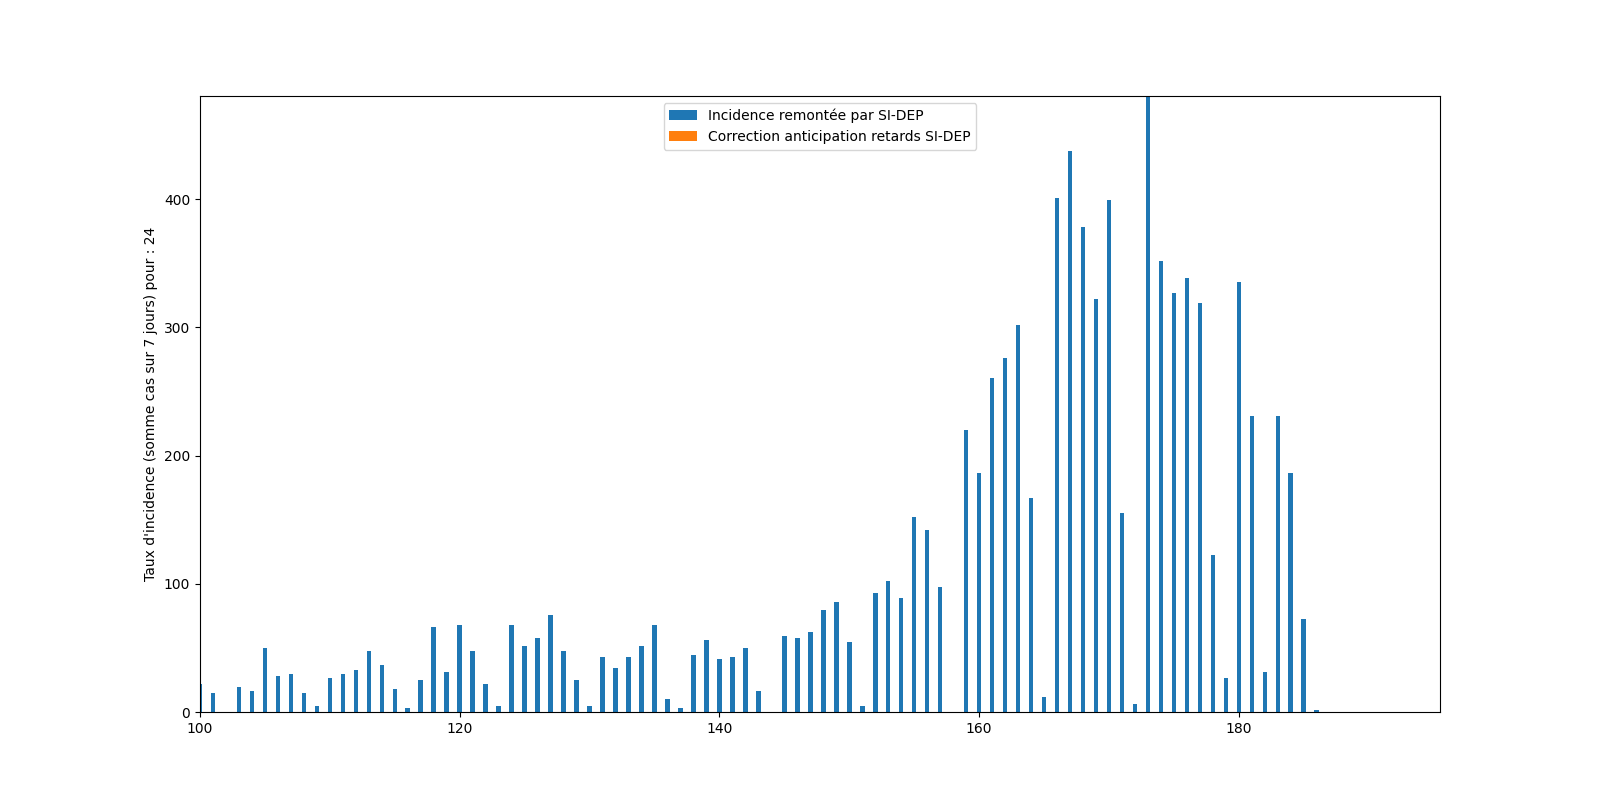 Incidence remontée par SI-DEP
Correction anticipation retards SI-DEP
Taux d'incidence (somme cas sur 7 jours) pour : 24
400
300
200
100
0
100 120 140 160 180